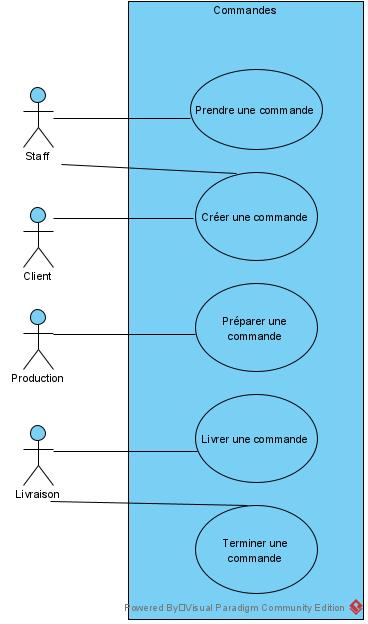 Commandes
Prendre une commande
Staff
Créer une commande
Client
Préparer une
commande
Production
Livrer une commande
Livraison
Terminer une
commande
Powered By Visual Paradigm Community Edition